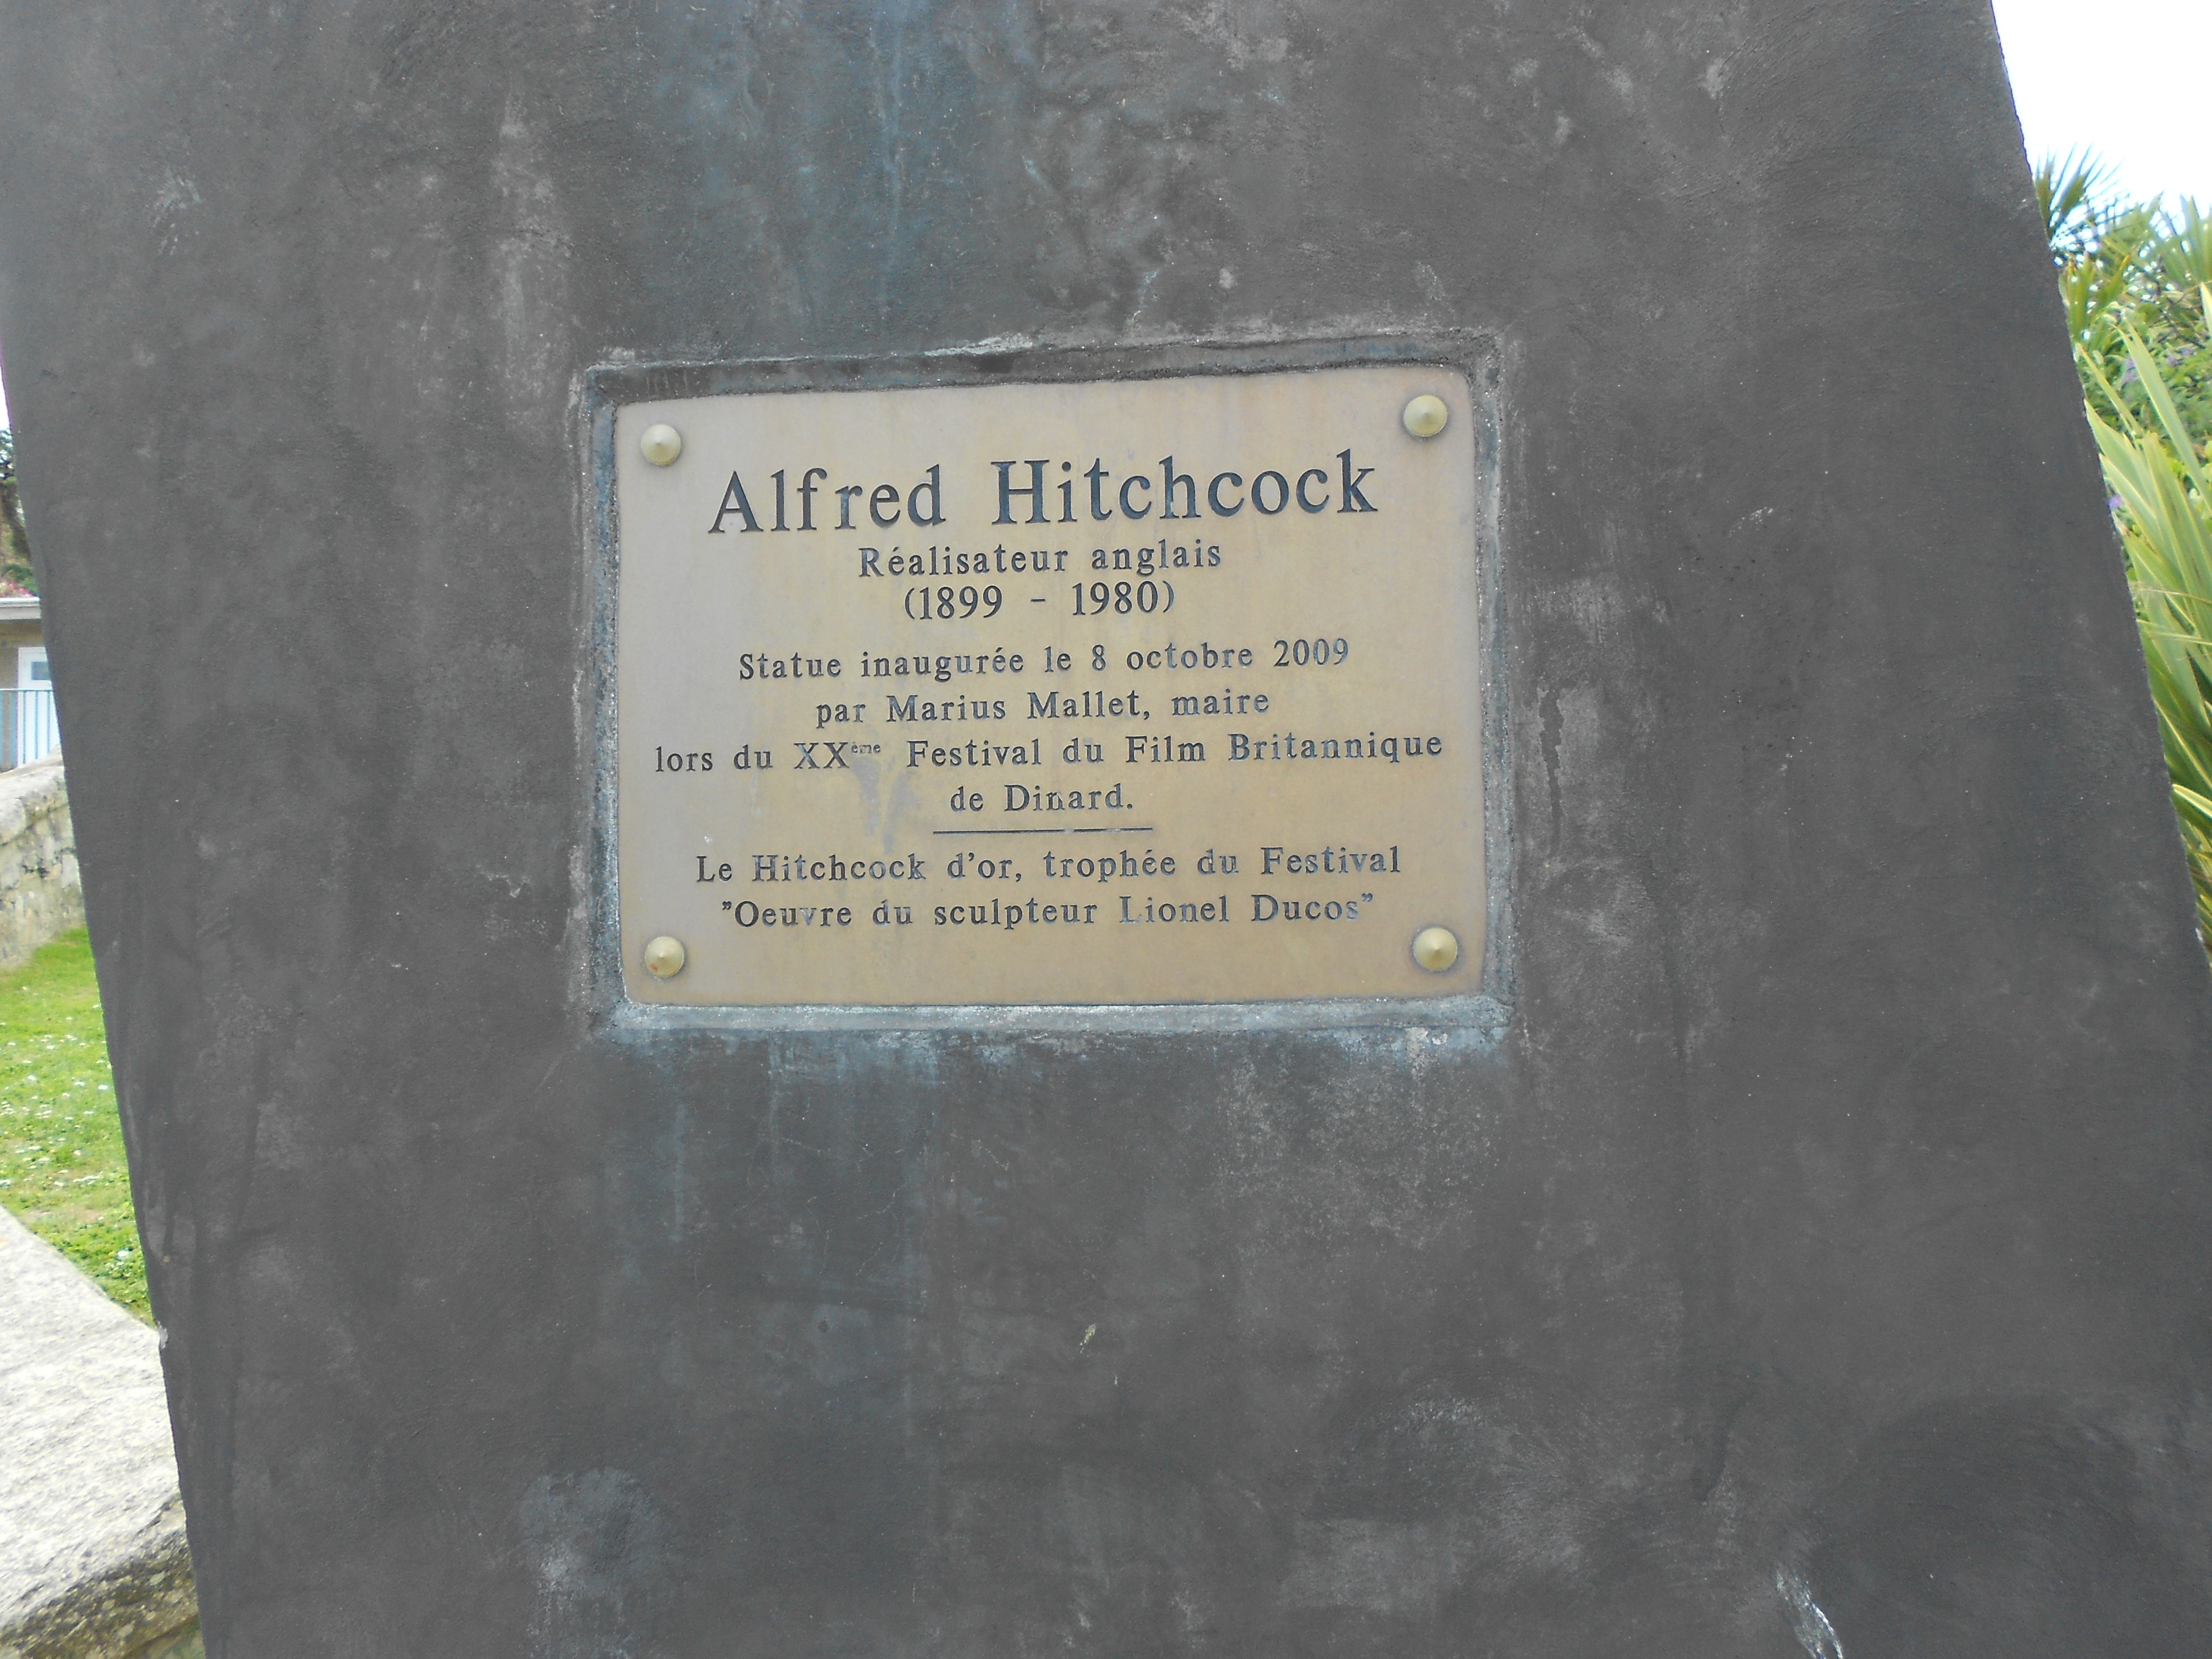 Alfred Hitchcock
Réalisateur anglais
(1899 - 1980)
Statue inaugurée le 8 octobre 2009
par Marius Mallet, maire
lors du XXème Festival du Film Britannique
de Dinard.
Le Hitchcock d'or, trophée du Festival
"Oeuvre du sculpteur Lionel Ducos"